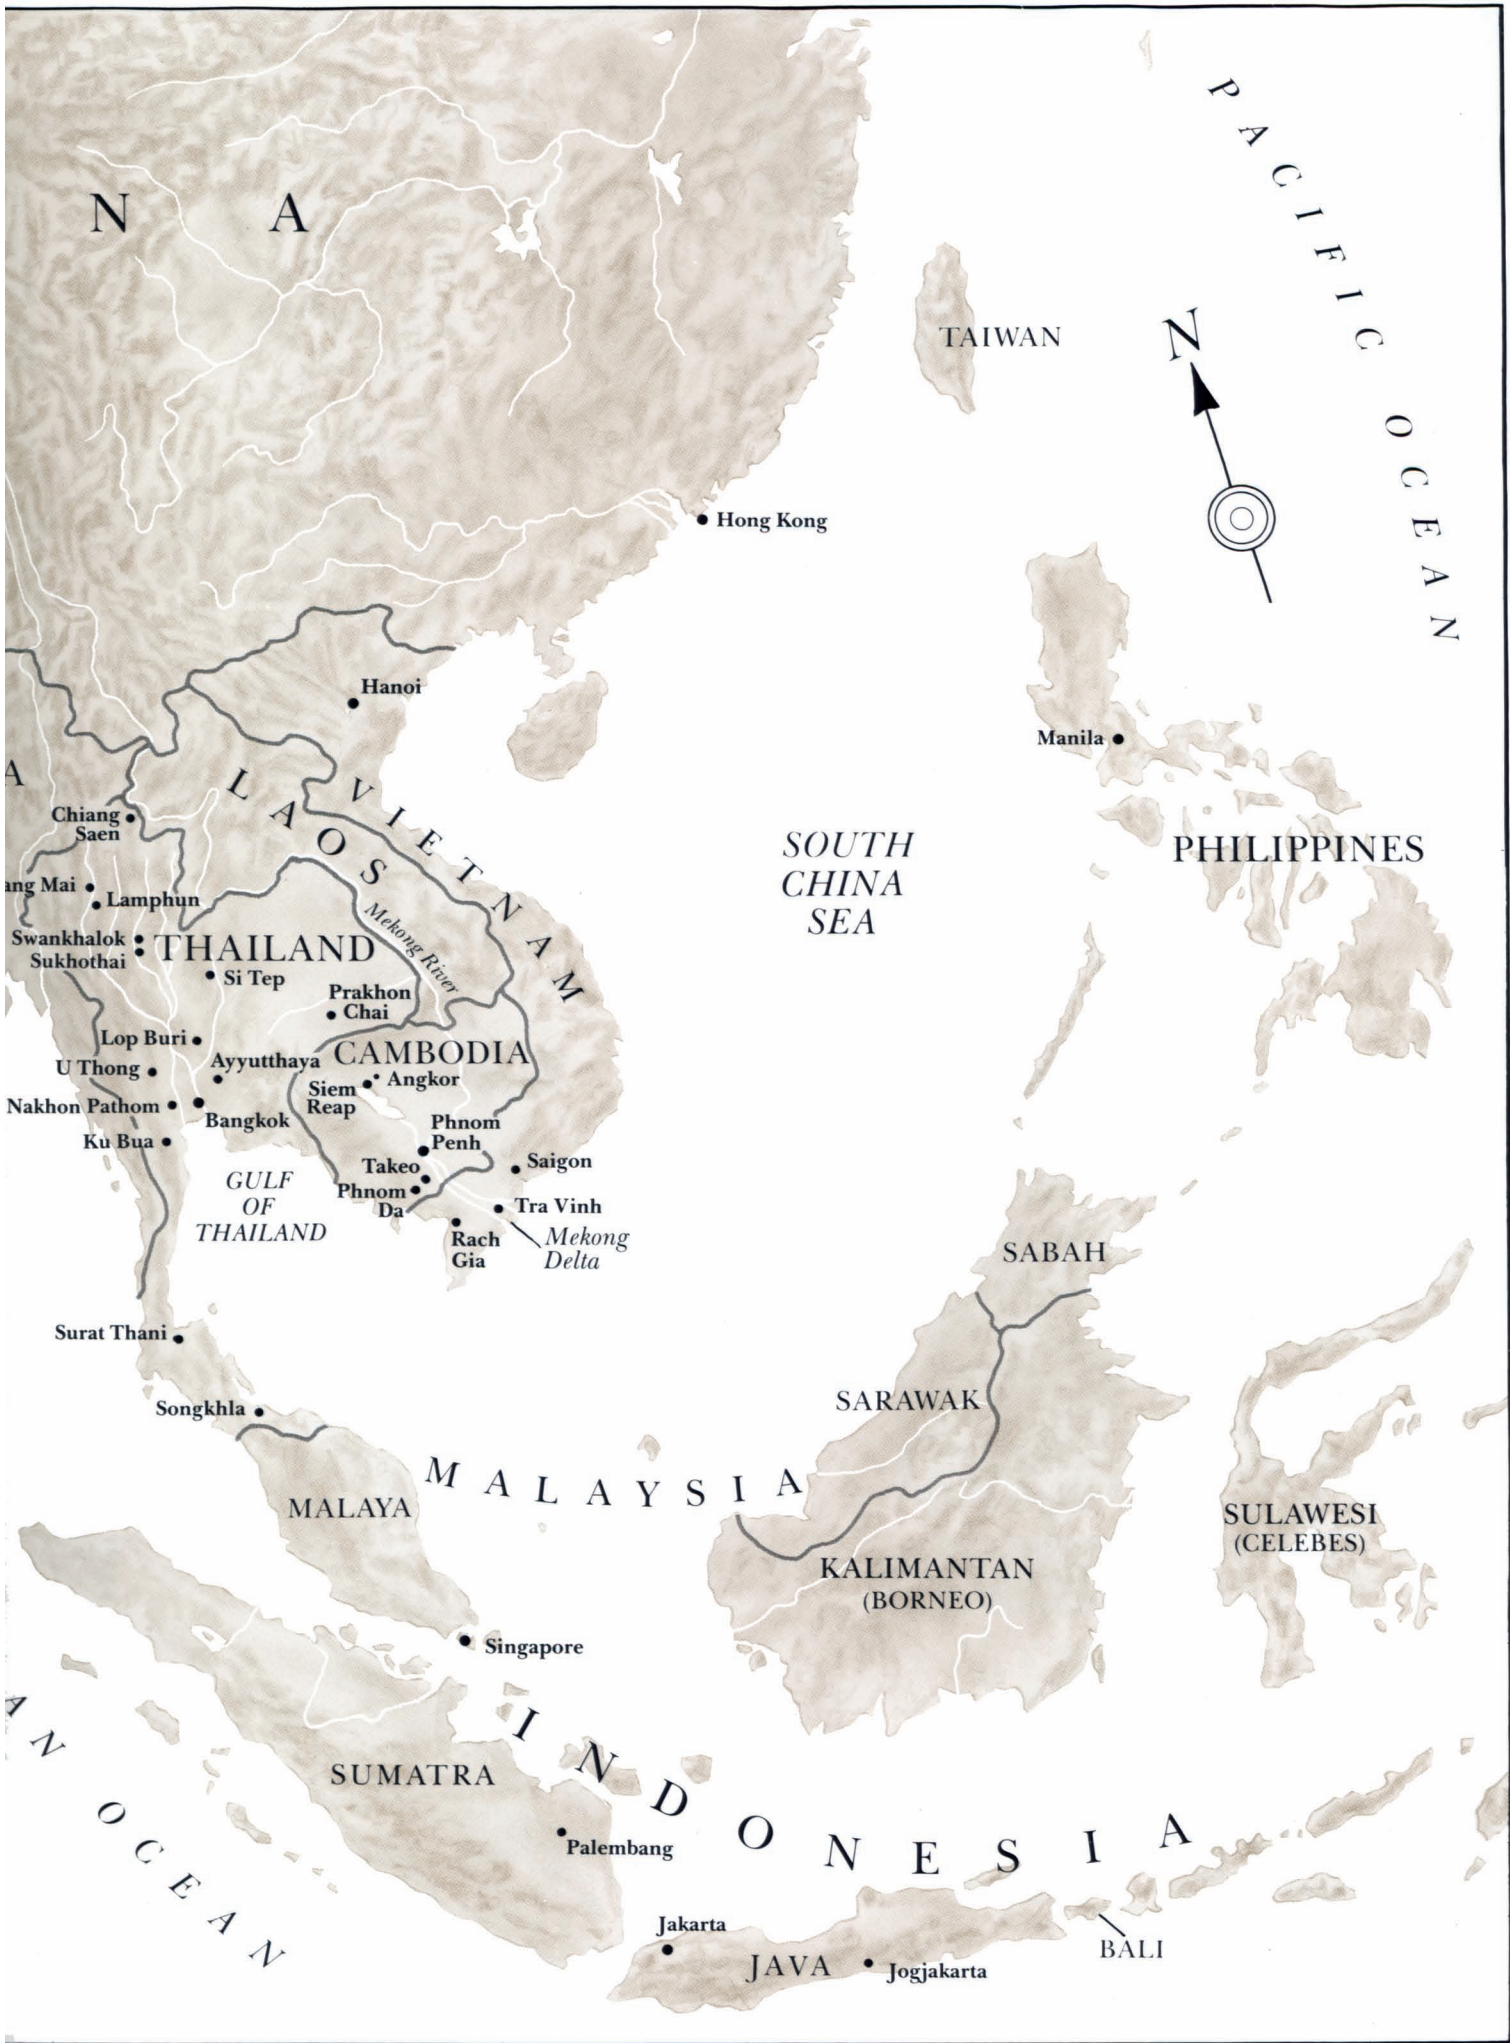 PACIFIC OCEAN
N A
TAIWAN
N
Hong Kong
Hanoi
Manila
A
LAOS
VIETNAM
Chiang
Saen
SOUTH
CHINA
SEA
PHILIPPINES
ang Mai
Lamphun
Mekong River
Swankhalok
THAILAND
Sukhothai
Si Tep
Prakhon
Chai
Lop Buri
CAMBODIA
U Thong
Ayyutthaya
Siem
Reap
Angkor
Nakhon Pathom
Bangkok
Phnom
Penh
Ku Bua
Takeo
Saigon
GULF
OF
THAILAND
Phnom
Da
Tra Vinh
Rach
Gia
Mekong
Delta
SABAH
Surat Thani
SARAWAK
Songkhla
MALAYSIA
MALAYA
SULAWESI
(CELEBES)
KALIMANTAN
(BORNEO)
Singapore
AN OCEAN
INDONESIA
SUMATRA
Palembang
Jakarta
JAVA
Jogjakarta
BALI